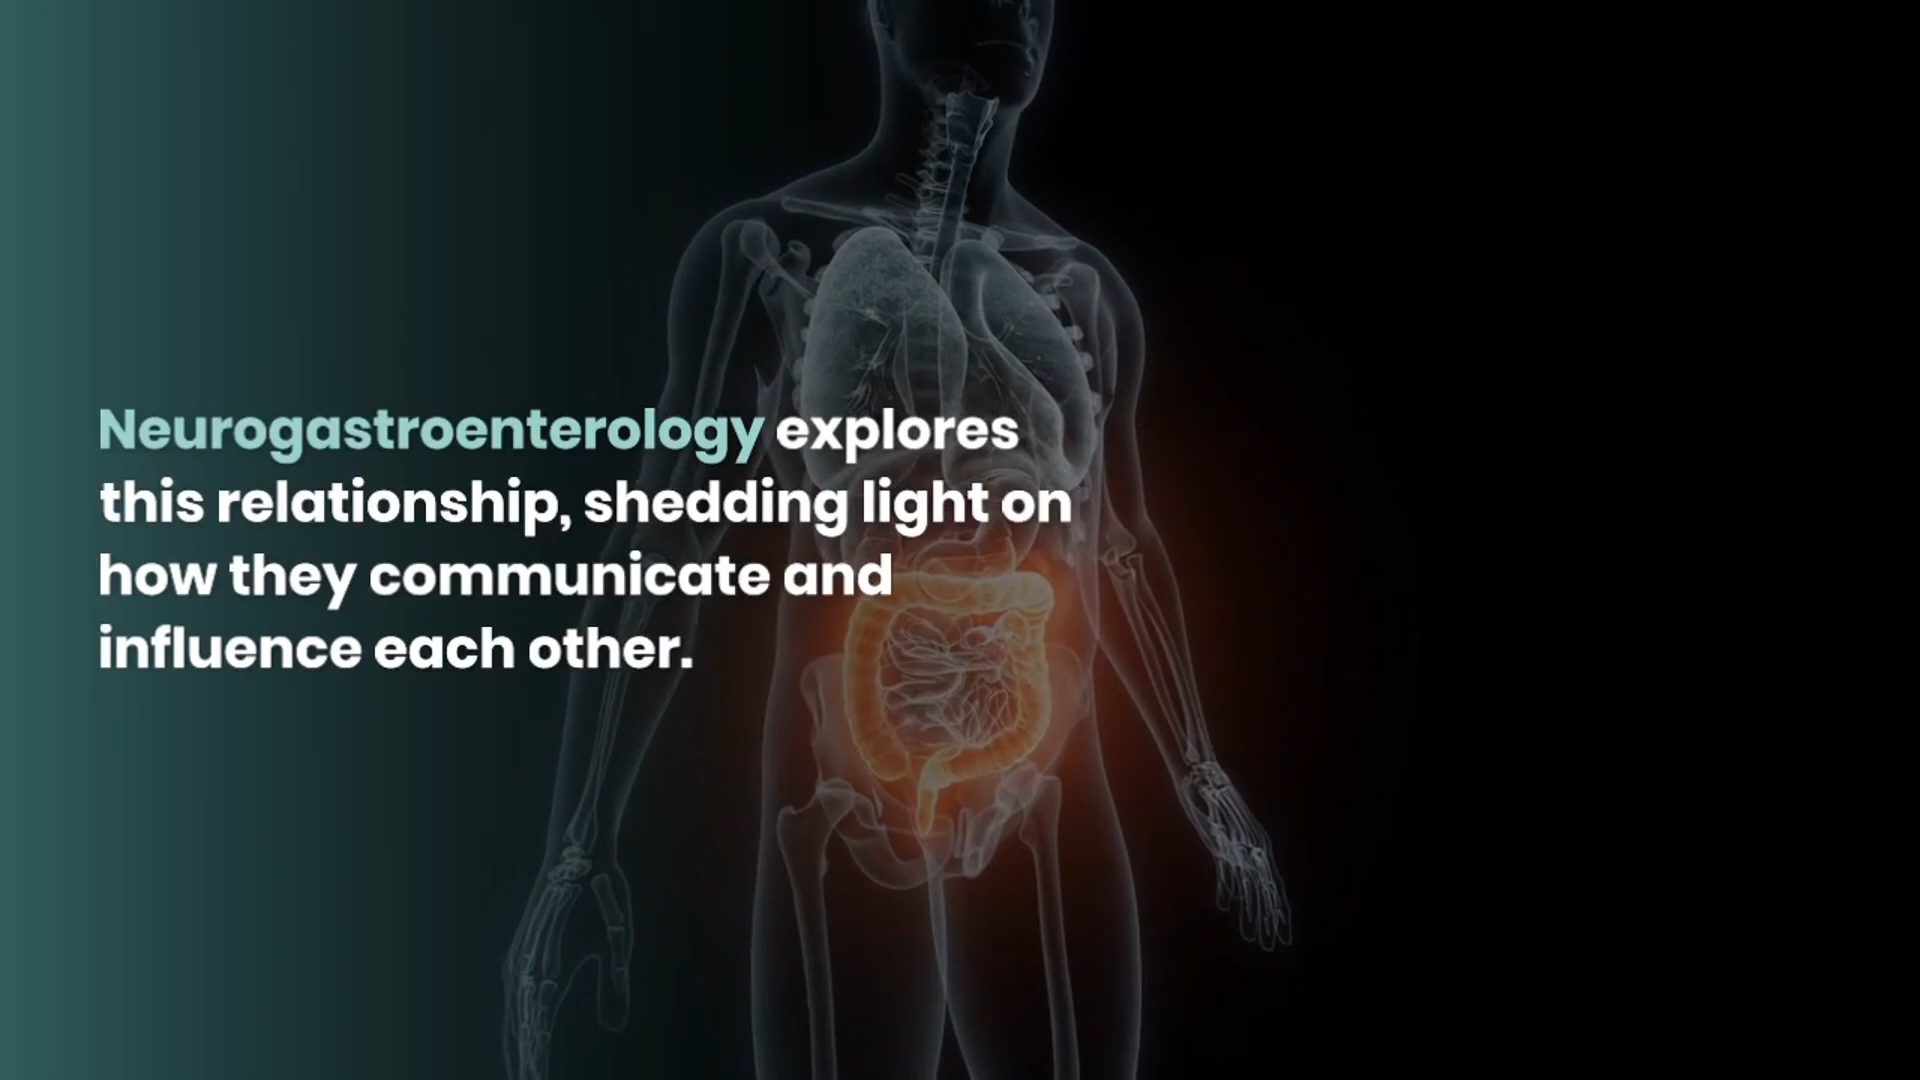 Neurogastroenterology explores
this relationship, shedding light on
how they communicate and
influence each other.